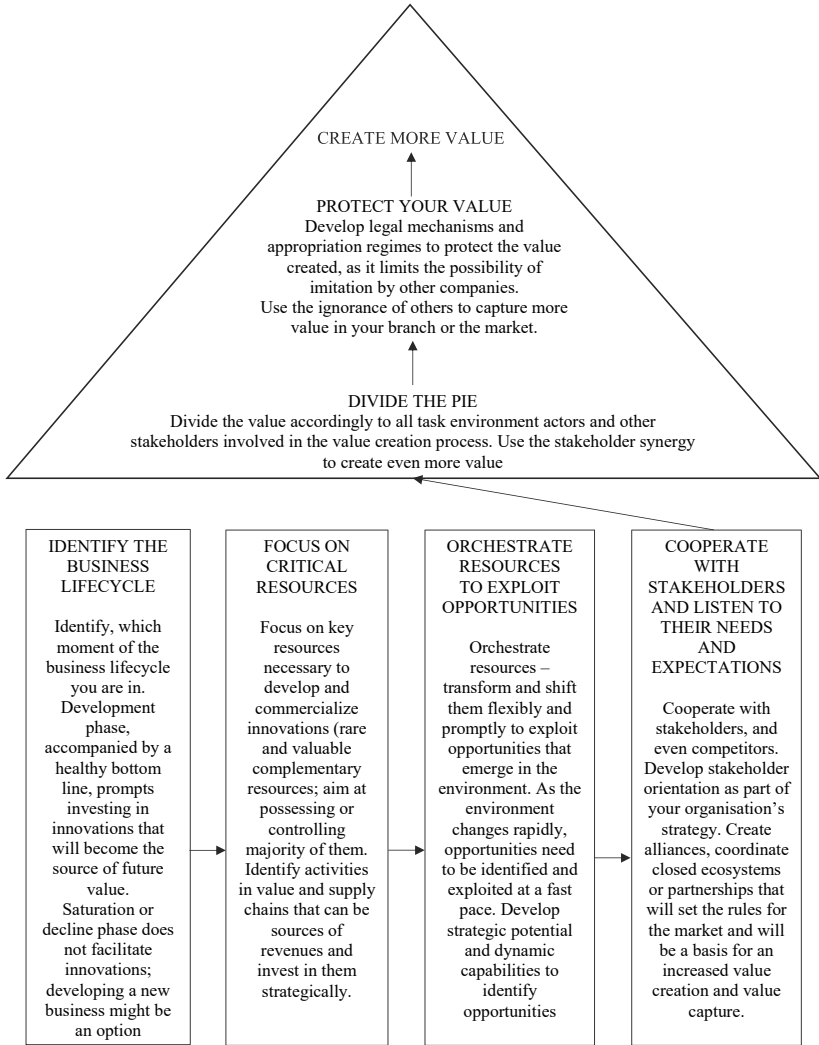 CREATE MORE VALUE
PROTECT YOUR VALUE
Develop legal mechanisms and
appropriation regimes to protect the value
created, as it limits the possibility of
imitation by other companies.
Use the ignorance of others to capture more
value in your branch or the market.
DIVIDE THE PIE
Divide the value accordingly to all task environment actors and other
stakeholders involved in the value creation process. Use the stakeholder synergy
to create even more value
IDENTIFY THE
BUSINESS
LIFECYCLE
Identify, which
moment of the
business lifecycle
you are in.
Development
phase,
accompanied by a
healthy bottom
line, prompts
investing in
innovations that
will become the
source of future
value.
Saturation or
decline phase does
not facilitate
innovations;
developing a new
business might be
an option
FOCUS ON
CRITICAL
RESOURCES
Focus on key
resources
necessary to
develop and
commercialize
innovations (rare
and valuable
complementary
resources; aim at
possessing or
controlling
majority of them.
Identify activities
in value and supply
chains that can be
sources of
revenues and
invest in them
strategically.
ORCHESTRATE
RESOURCES
TO EXPLOIT
OPPORTUNITIES
Orchestrate
resources –
transform and shift
them flexibly and
promptly to exploit
opportunities that
emerge in the
environment. As the
environment
changes rapidly,
opportunities need
to be identified and
exploited at a fast
pace. Develop
strategic potential
and dynamic
capabilities to
identify
opportunities
COOPERATE
WITH
STAKEHOLDERS
AND LISTEN TO
THEIR NEEDS
AND
EXPECTATIONS
Cooperate with
stakeholders, and
even competitors.
Develop stakeholder
orientation as part of
your organisation's
strategy. Create
alliances, coordinate
closed ecosystems
or partnerships that
will set the rules for
the market and will
be a basis for an
increased value
creation and value
capture.